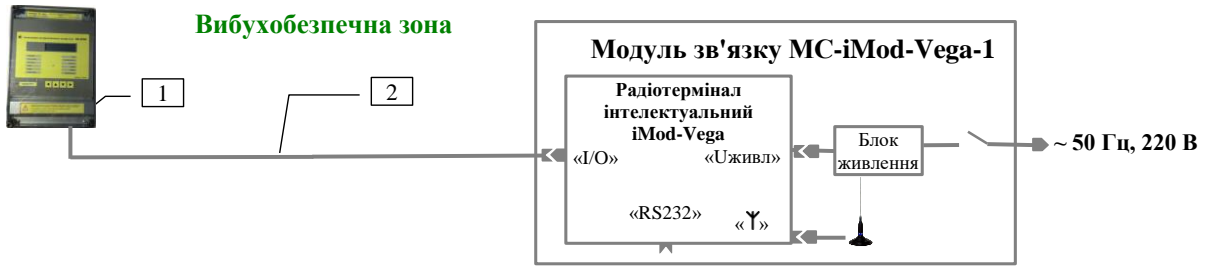 Вибухобезпечна зона
Модуль зв'язку МС-iMod-Vega-1
1
2
Радіотермінал
інтелектуальний
iMod-Vega
«I/O»
«Uживл»
Блок
живлення
~ 50 Гц, 220 В
«RS232»
« »